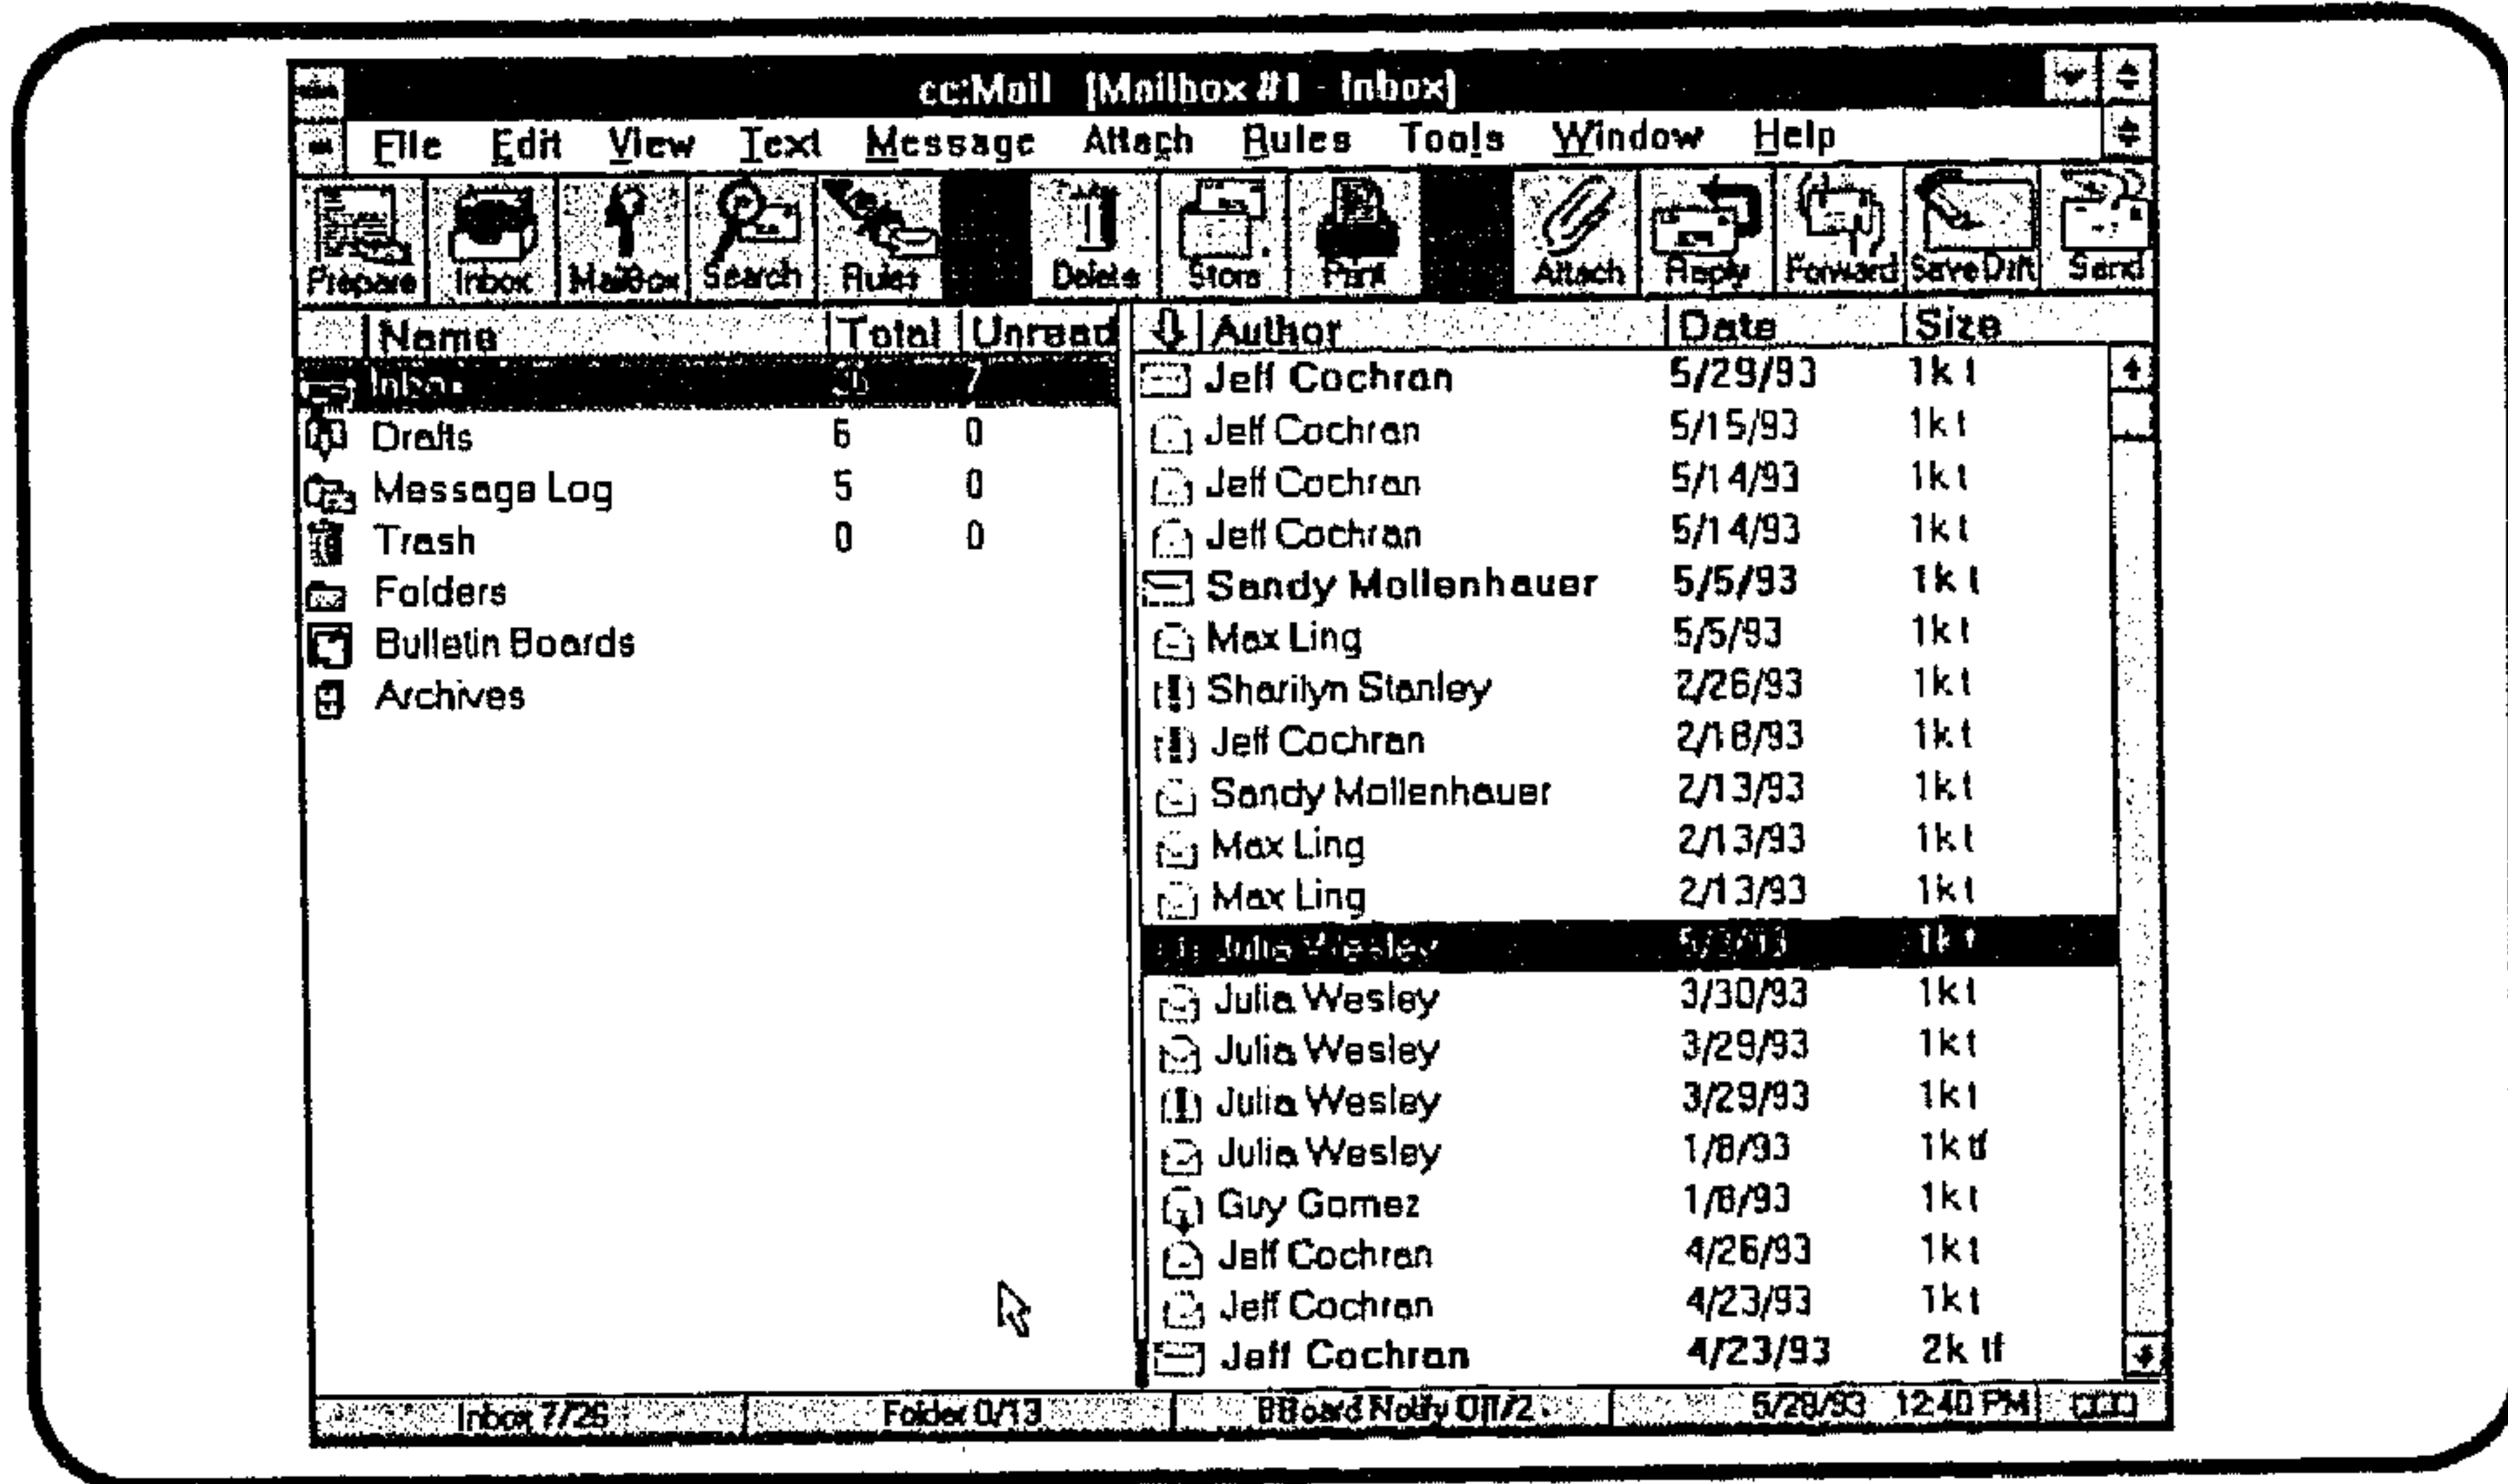 cc:Mail [Mailbox #1 - Inbox]
File Edit View Text Message Attach Rules Tools Window Help
Prepare Inbox MailBox Search Rules Delete Store Print Attach Reply Forward SaveDrft Send
Name Total Unread Author Date Size
Inbox 7 Jeff Cochran 5/29/93 1k t
Drafts 6 0 Jeff Cochran 5/15/93 1k t
Message Log 5 0 Jeff Cochran 5/14/93 1k t
Trash 0 0 Jeff Cochran 5/14/93 1k t
Folders Sandy Mollenhauer 5/5/93 1k t
Bulletin Boards Max Ling 5/5/93 1k t
Archives Sharilyn Stanley 2/26/93 1k t
Jeff Cochran 2/18/93 1k t
Sandy Mollenhauer 2/13/93 1k t
Max Ling 2/13/93 1k t
Max Ling 2/13/93 1k t
Julia Wesley 1k t
Julia Wesley 3/30/93 1k t
Julia Wesley 3/29/93 1k t
Julia Wesley 3/29/93 1k t
Julia Wesley 1/8/93 1k tf
Guy Gomez 1/8/93 1k t
Jeff Cochran 4/26/93 1k t
Jeff Cochran 4/23/93 1k t
Jeff Cochran 4/23/93 2k tf
Inbox 7/26 Folder 0/13 BBoard Notify Off/2 5/28/93 12:40 PM